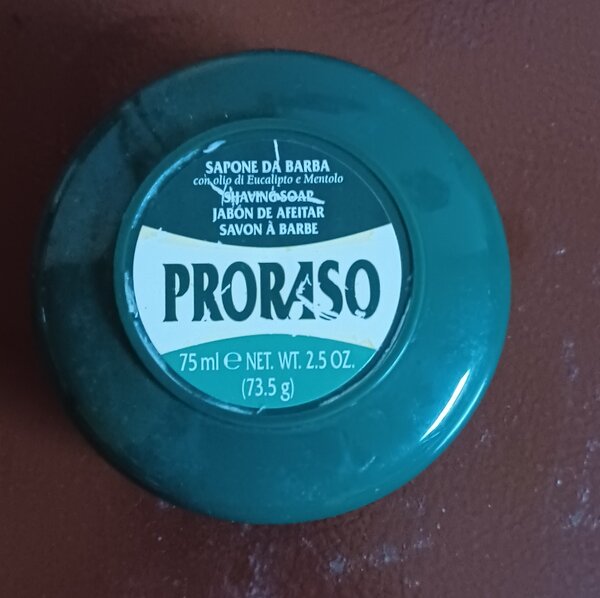 SAPONE DA BARBA
con olio di Eucalipto e Mentolo
SHAVING SOAP
JABÓN DE AFEITAR
SAVON À BARBE
PRORASO
75 ml ℮ NET. WT. 2.5 OZ.
(73.5 g)